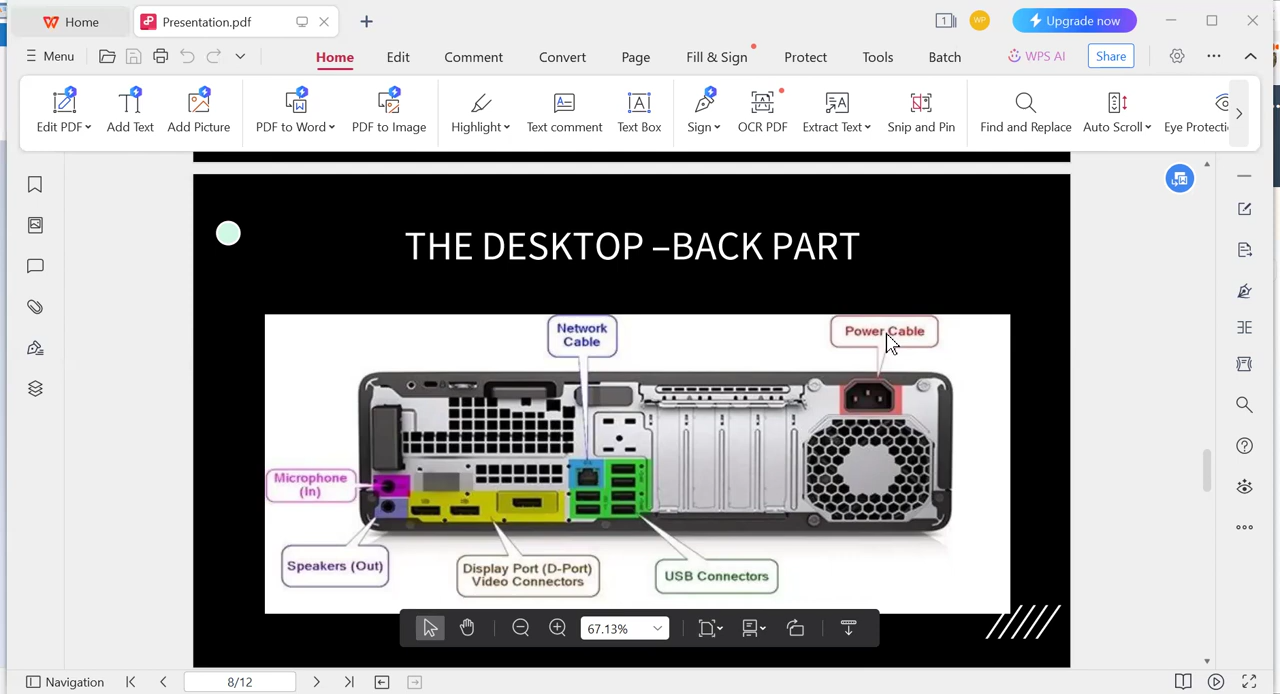 Home
Presentation.pdf
1
WP
Upgrade now
Menu
Home
Edit
Comment
Convert
Page
Fill & Sign
Protect
Tools
Batch
WPS AI
Share
Edit PDF
Add Text
Add Picture
PDF to Word
PDF to Image
Highlight
Text comment
Text Box
Sign
OCR PDF
Extract Text
Snip and Pin
Find and Replace
Auto Scroll
Eye Protecti
THE DESKTOP –BACK PART
Network
Cable
Power Cable
Microphone
(In)
Speakers (Out)
Display Port (D-Port)
Video Connectors
USB Connectors
67.13%
Navigation
8/12